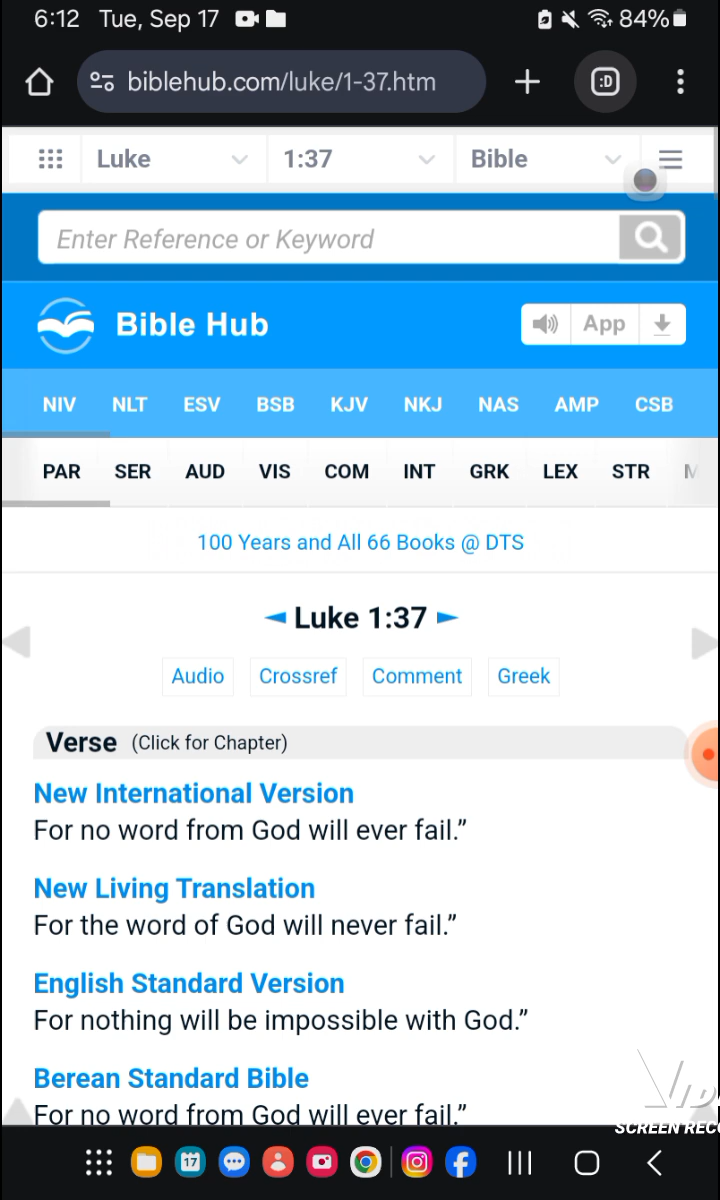 6:12 Tue, Sep 17 84%
:D
biblehub.com/luke/1-37.htm
Luke 1:37 Bible
Enter Reference or Keyword
Bible Hub App
NIV NLT ESV BSB KJV NKJ NAS AMP CSB
PAR SER AUD VIS COM INT GRK LEX STR
100 Years and All 66 Books @ DTS
◄ Luke 1:37 ►
Audio Crossref Comment Greek
Verse (Click for Chapter)
New International Version
For no word from God will ever fail.”
New Living Translation
For the word of God will never fail.”
English Standard Version
For nothing will be impossible with God.”
Berean Standard Bible
For no word from God will ever fail.”
SCREEN
17